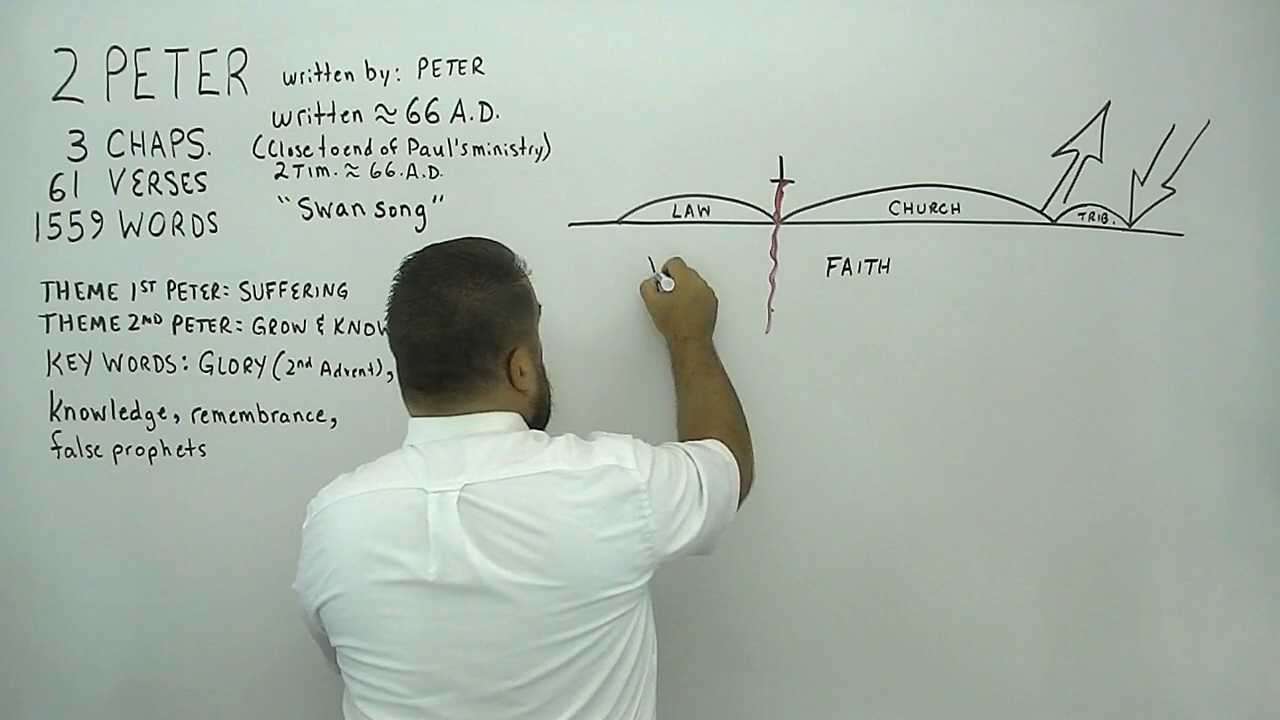 2 PETER
written by: PETER
written ≈ 66 A.D.
(Close to end of Paul's ministry)
2 Tim. ≈ 66. A.D.
"Swan song"
3 CHAPS.
61 VERSES
1559 WORDS
THEME 1ST PETER: SUFFERING
THEME 2ND PETER: GROW & KNOW
KEY WORDS: GLORY (2nd Advent),
Knowledge, remembrance,
false prophets
LAW
CHURCH
TRIB.
FAITH